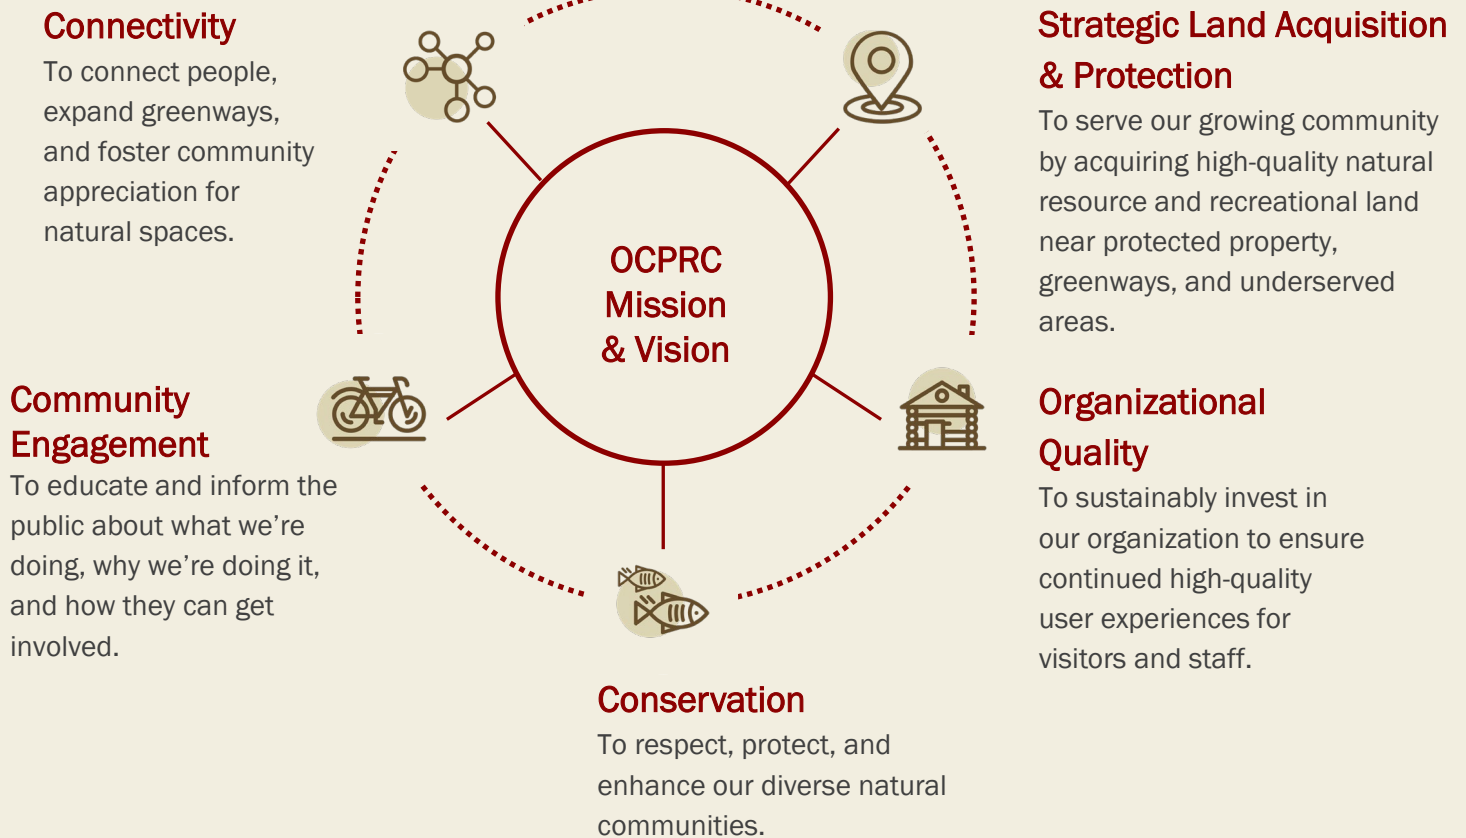 Connectivity
To connect people,
expand greenways,
and foster community
appreciation for
natural spaces.
Strategic Land Acquisition
& Protection
To serve our growing community
by acquiring high-quality natural
resource and recreational land
near protected property,
greenways, and underserved
areas.
OCPRC
Mission
& Vision
Community
Engagement
To educate and inform the
public about what we’re
doing, why we’re doing it,
and how they can get
involved.
Organizational
Quality
To sustainably invest in
our organization to ensure
continued high-quality
user experiences for
visitors and staff.
Conservation
To respect, protect, and
enhance our diverse natural
communities.